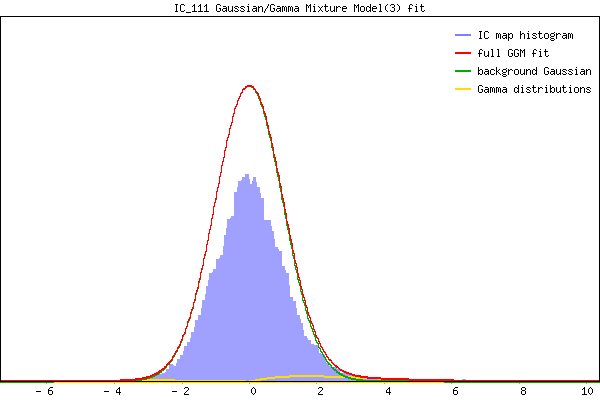 IC_111 Gaussian/Gamma Mixture Model(3) fit
IC map histogram
full GGM fit
background Gaussian
Gamma distributions
-6 -4 -2 0 2 4 6 8 10